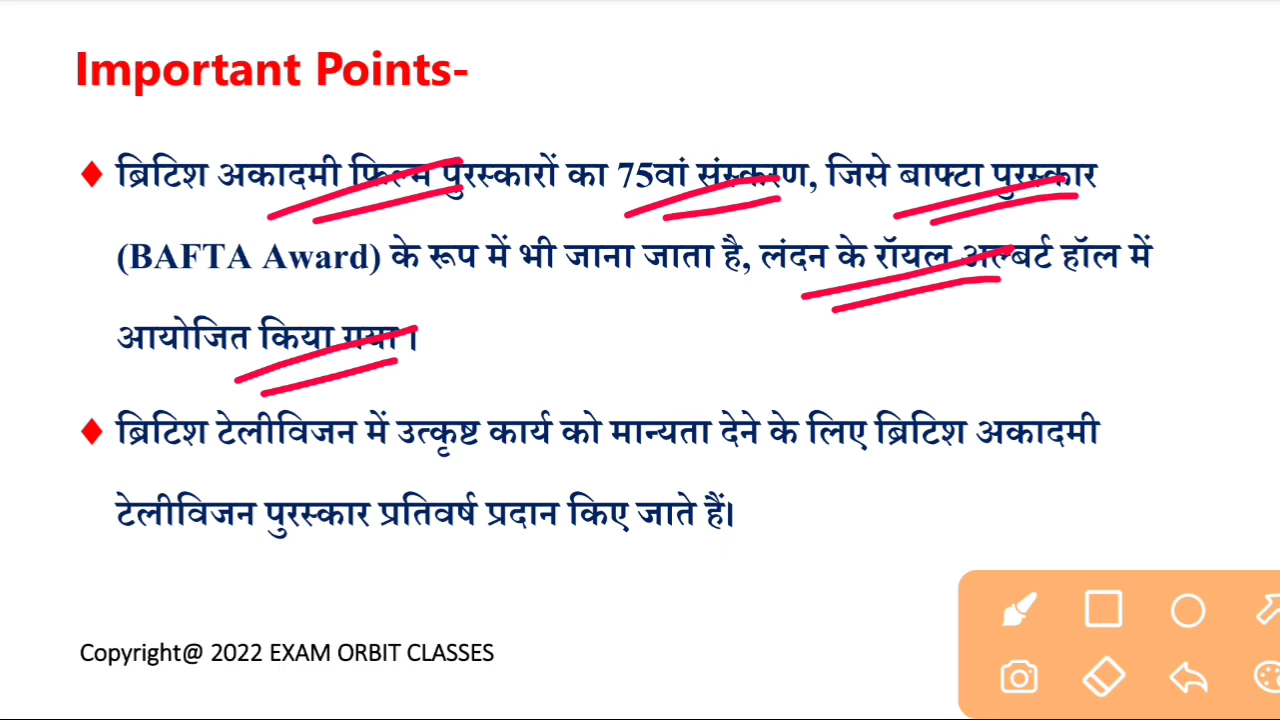 Important Points-
ब्रिटिश अकादमी फिल्म पुरस्कारों का 75वां संस्करण, जिसे बाफ्टा पुरस्कार
(BAFTA Award) के रूप में भी जाना जाता है, लंदन के रॉयल अल्बर्ट हॉल में
आयोजित किया गया।
ब्रिटिश टेलीविजन में उत्कृष्ट कार्य को मान्यता देने के लिए ब्रिटिश अकादमी
टेलीविजन पुरस्कार प्रतिवर्ष प्रदान किए जाते हैं।
Copyright@ 2022 EXAM ORBIT CLASSES